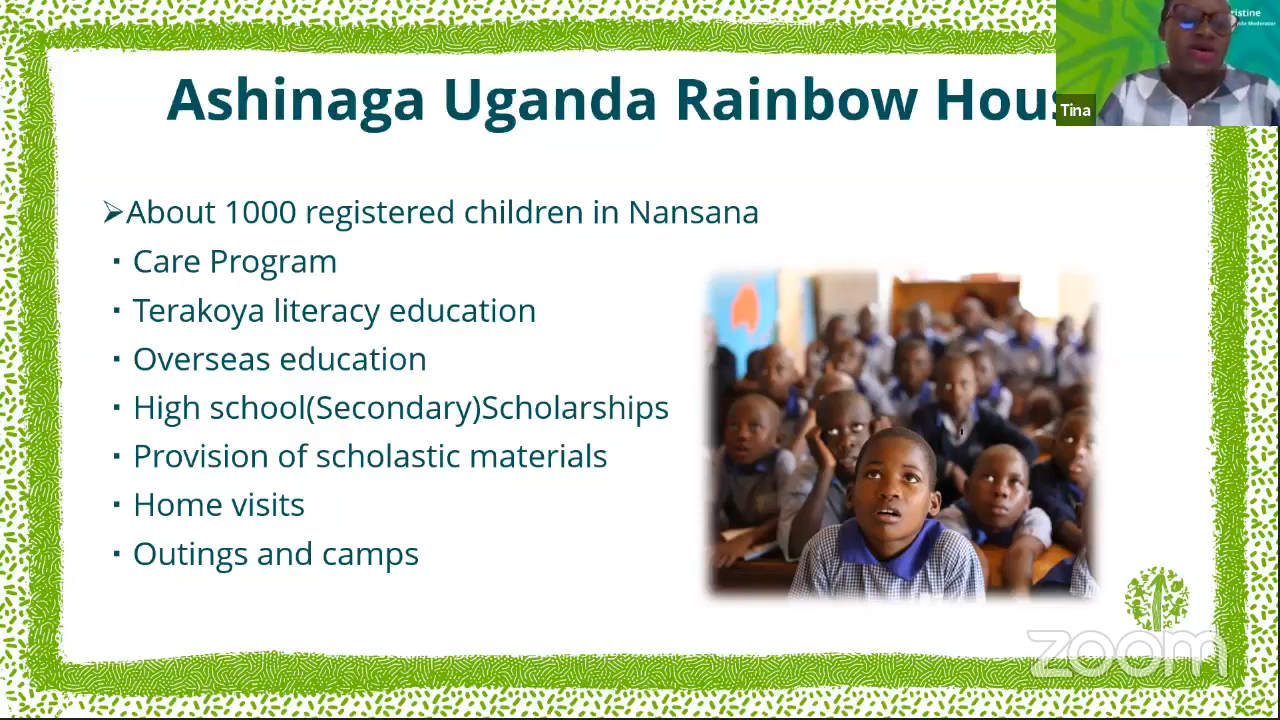 Ashinaga Uganda Rainbow Hous
ristine
Tina
➢About 1000 registered children in Nansana
▪ Care Program
▪ Terakoya literacy education
▪ Overseas education
▪ High school(Secondary)Scholarships
▪ Provision of scholastic materials
▪ Home visits
▪ Outings and camps
zoom